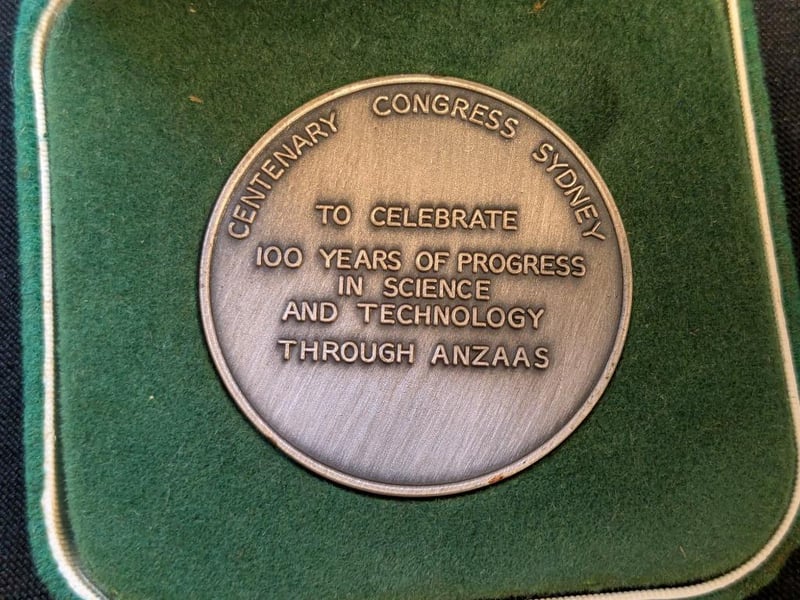 CENTENARY CONGRESS SYDNEY
TO CELEBRATE
100 YEARS OF PROGRESS
IN SCIENCE
AND TECHNOLOGY
THROUGH ANZAAS